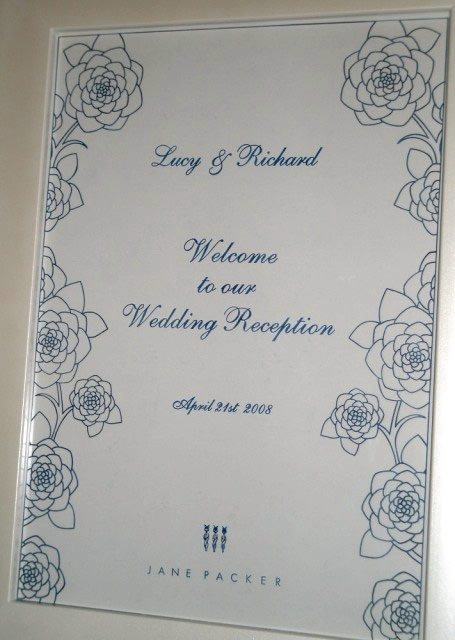 Lucy & Richard
Welcome
to our
Wedding Reception
April 21st 2008
JANE PACKER